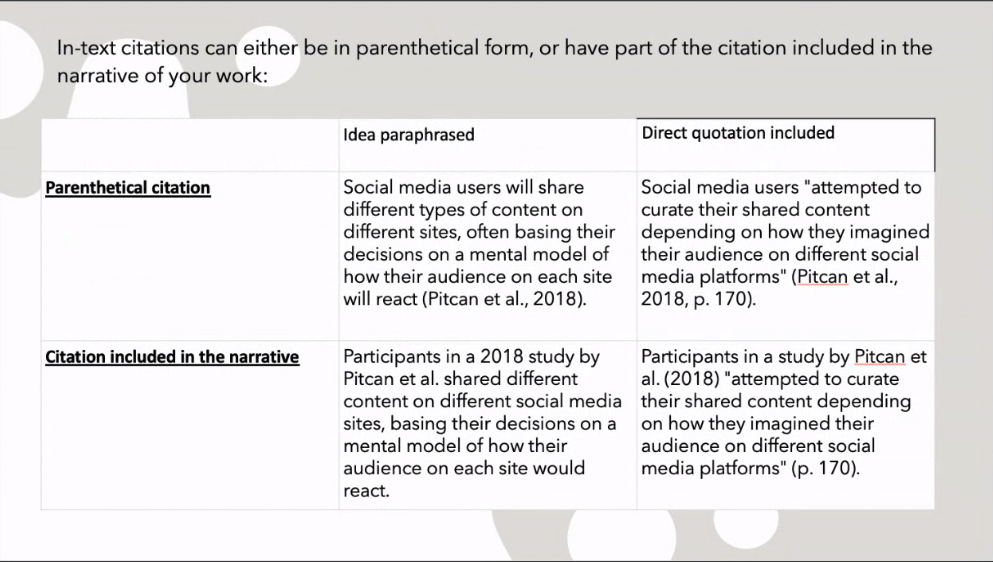 In-text citations can either be in parenthetical form, or have part of the citation included in the
narrative of your work:
Idea paraphrased
Direct quotation included
Parenthetical citation
Social media users will share
different types of content on
different sites, often basing their
decisions on a mental model of
how their audience on each site
will react (Pitcan et al., 2018).
Social media users "attempted to
curate their shared content
depending on how they imagined
their audience on different social
media platforms" (Pitcan et al.,
2018, p. 170).
Citation included in the narrative
Participants in a 2018 study by
Pitcan et al. shared different
content on different social media
sites, basing their decisions on a
mental model of how their
audience on each site would
react.
Participants in a study by Pitcan et
al. (2018) "attempted to curate
their shared content depending
on how they imagined their
audience on different social
media platforms" (p. 170).